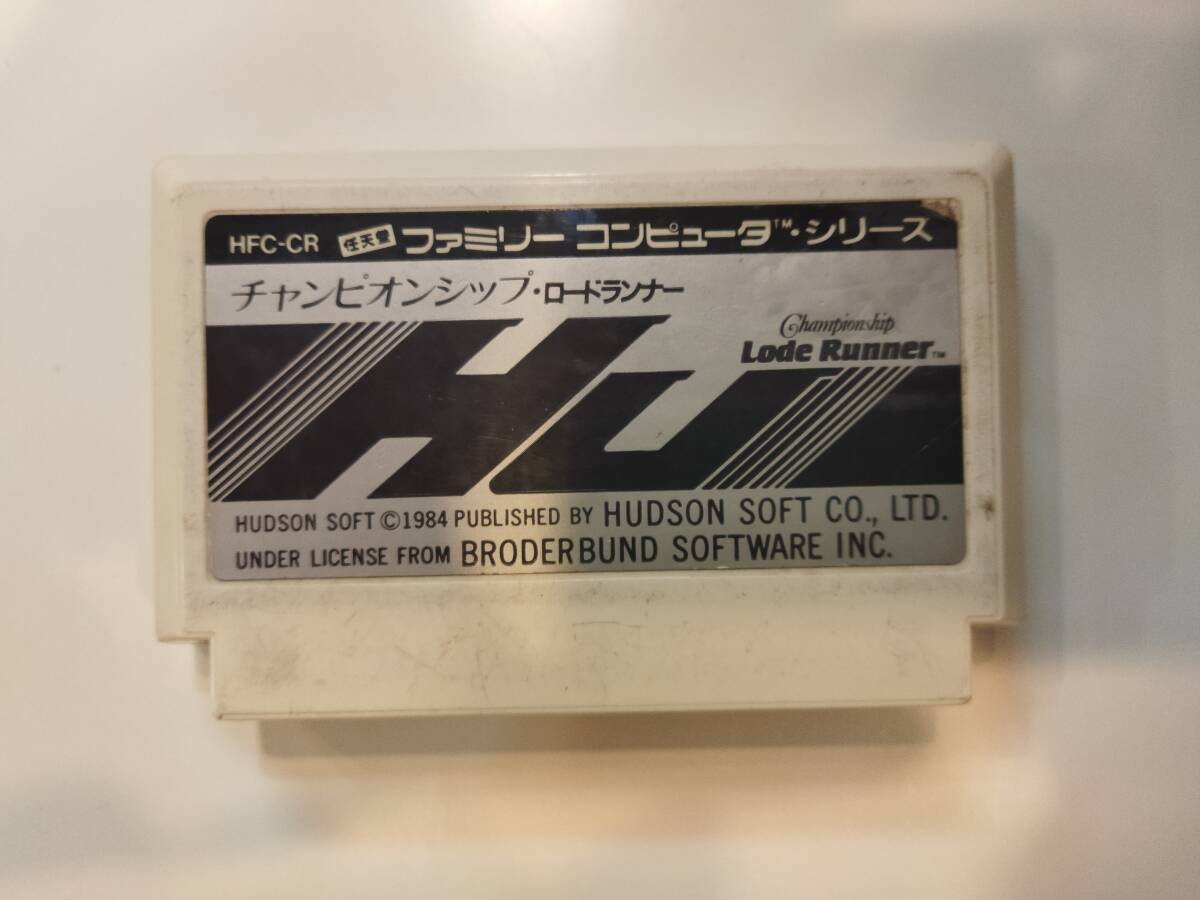 HFC-CR 任天堂 ファミリー コンピュータ™・シリーズ
チャンピオンシップ・ロードランナー
Championship
Lode Runner™
HU
HUDSON SOFT ©1984 PUBLISHED BY HUDSON SOFT CO., LTD.
UNDER LICENSE FROM BRODERBUND SOFTWARE INC.